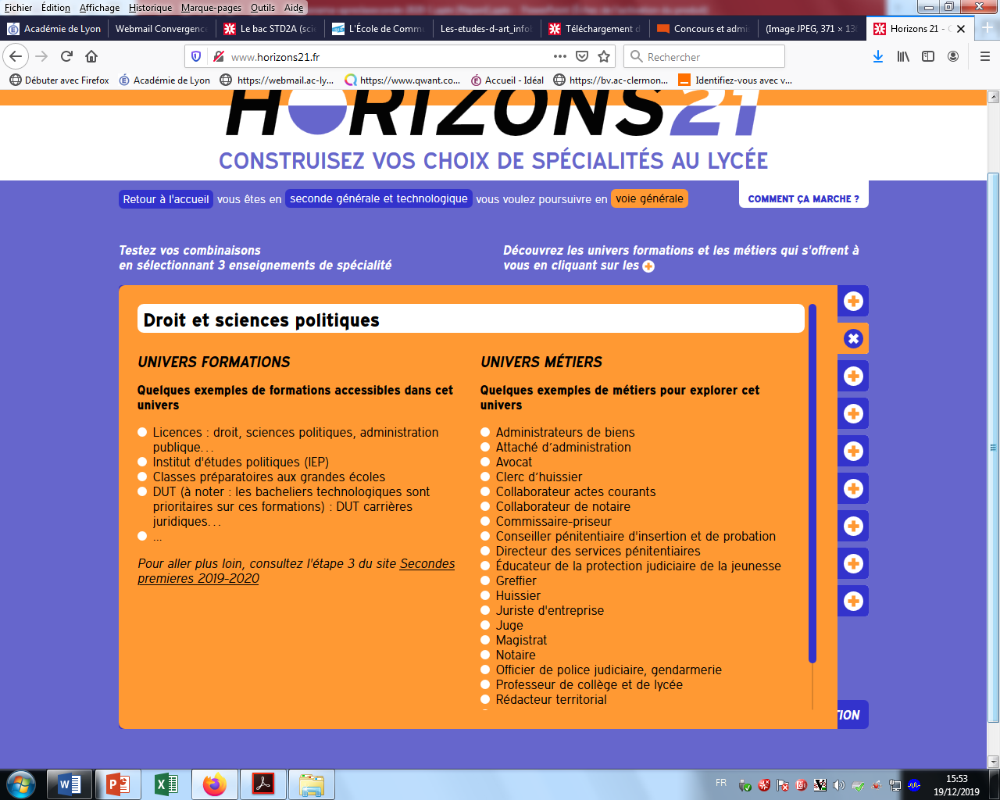 Fichier Édition Affichage Historique Marque-pages Outils Aide
Académie de Lyon Webmail Convergence Le bac STD2A (scie L'École de Commu Les-etudes-d-art_infoL Téléchargement d Concours et admis (Image JPEG, 371 × 13 Horizons 21 -
www.horizons21.fr Rechercher
Débuter avec Firefox Académie de Lyon https://webmail.ac-ly... https://www.qwant.co... Accueil - Idéal https://bv.ac-clermon... Identifiez-vous avec v...
HORIZONS21
CONSTRUISEZ VOS CHOIX DE SPÉCIALITÉS AU LYCÉE
Retour à l'accueil vous êtes en seconde générale et technologique vous voulez poursuivre en voie générale
COMMENT ÇA MARCHE ?
Testez vos combinaisons
en sélectionnant 3 enseignements de spécialité
Découvrez les univers formations et les métiers qui s'offrent à
vous en cliquant sur les
Droit et sciences politiques
UNIVERS FORMATIONS
Quelques exemples de formations accessibles dans cet
univers
Licences : droit, sciences politiques, administration
publique...
Institut d'études politiques (IEP)
Classes préparatoires aux grandes écoles
DUT (à noter : les bacheliers technologiques sont
prioritaires sur ces formations) : DUT carrières
juridiques...
...
Pour aller plus loin, consultez l'étape 3 du site Secondes
premieres 2019-2020
UNIVERS MÉTIERS
Quelques exemples de métiers pour explorer cet
univers
Administrateurs de biens
Attaché d’administration
Avocat
Clerc d’huissier
Collaborateur actes courants
Collaborateur de notaire
Commissaire-priseur
Conseiller pénitentiaire d'insertion et de probation
Directeur des services pénitentiaires
Éducateur de la protection judiciaire de la jeunesse
Greffier
Huissier
Juriste d'entreprise
Juge
Magistrat
Notaire
Officier de police judiciaire, gendarmerie
Professeur de collège et de lycée
Rédacteur territorial
TION
FR
15:53
19/12/2019